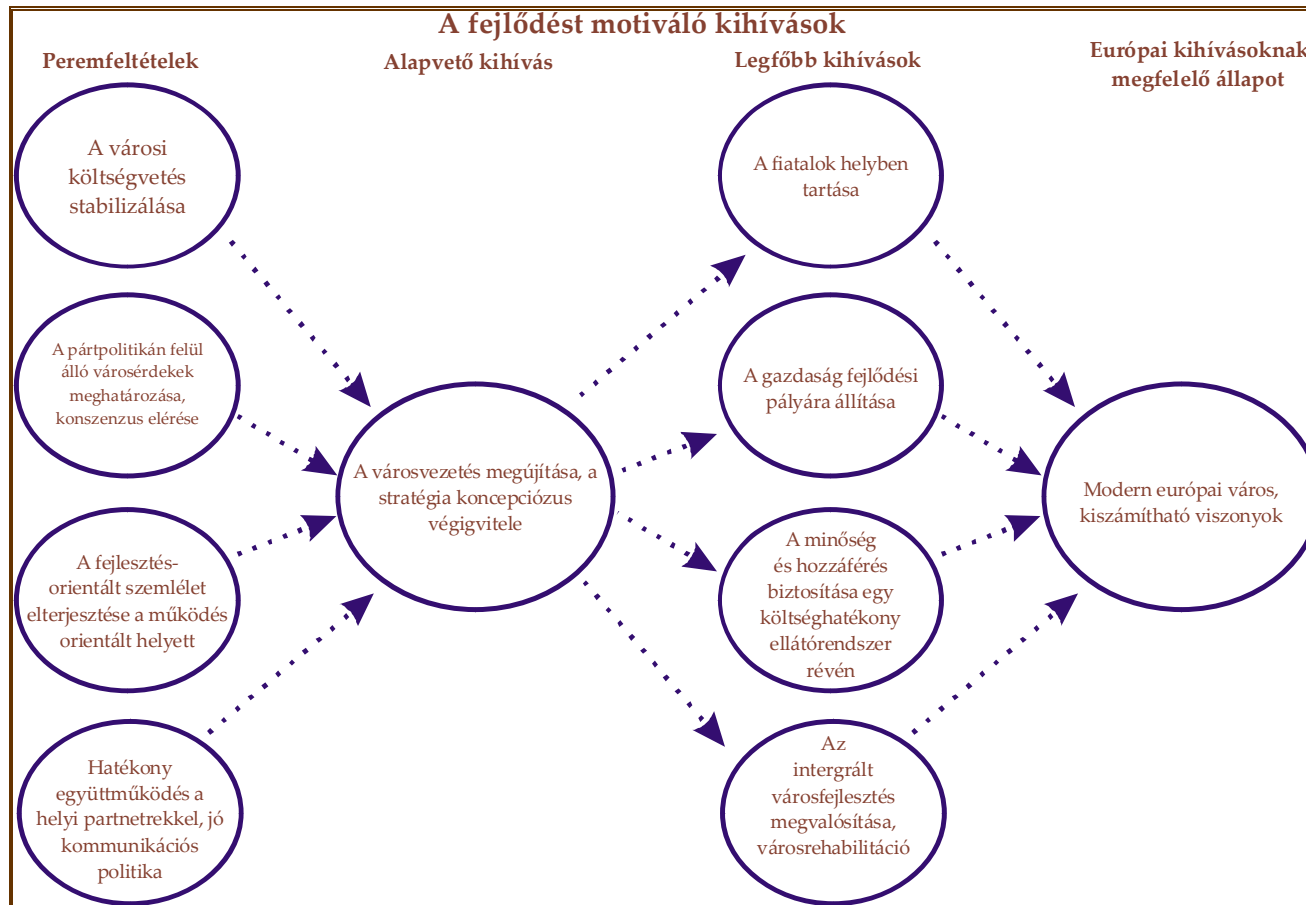 A fejlődést motiváló kihívások
Peremfeltételek
Alapvető kihívás
Legfőbb kihívások
Európai kihívásoknak
megfelelő állapot
A városi
költségvetés
stabilizálása
A pártpolitikán felül
álló városérdekek
meghatározása,
konszenzus elérése
A fejlesztés-
orientált szemlélet
elterjesztése a működés
orientált helyett
Hatékony
együttműködés a
helyi partnetrekkel, jó
kommunikációs
politika
A városvezetés megújítása, a
stratégia koncepciózus
végigvitele
A fiatalok helyben
tartása
A gazdaság fejlődési
pályára állítása
A minőség
és hozzáférés
biztosítása egy
költséghatékony
ellátórendszer
révén
Az
intergrált
városfejlesztés
megvalósítása,
városrehabilitáció
Modern európai város,
kiszámítható viszonyok